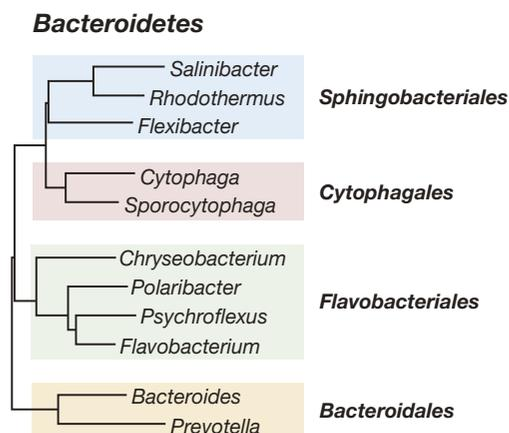 Bacteroidetes
Salinibacter
Rhodothermus
Flexibacter
Sphingobacteriales
Cytophaga
Sporocytophaga
Cytophagales
Chryseobacterium
Polaribacter
Psychroflexus
Flavobacterium
Flavobacteriales
Bacteroides
Prevotella
Bacteroidales